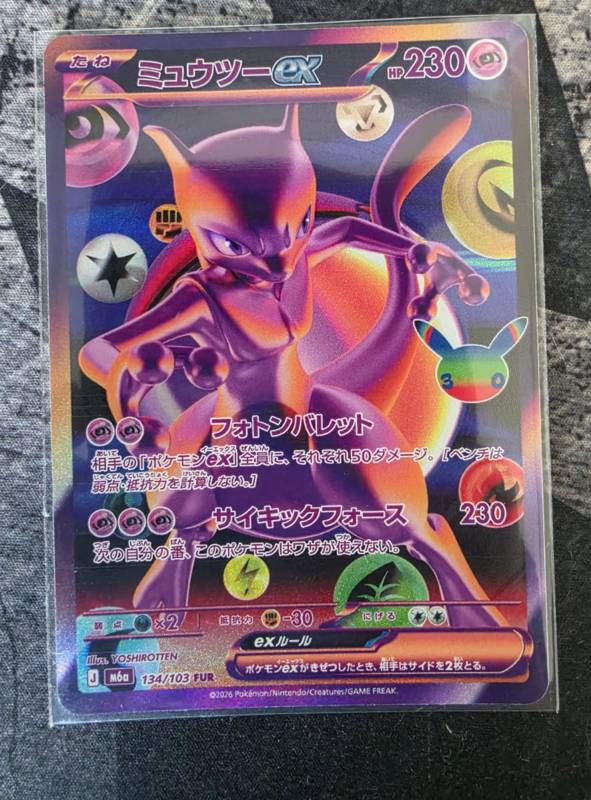 たね ミュウツーex HP230
30
フォトンバレット
相手の「ポケモンex」全員に、それぞれ50ダメージ。[ベンチは
弱点・抵抗力を計算しない。]
サイキックフォース 230
次の自分の番、このポケモンはワザが使えない。
弱点 ×2 抵抗力 -30 にげる
exルール
ポケモンexがきぜつしたとき、相手はサイドを2枚とる。
Illus. YOSHIROTTEN
J M6a 134/103 FUR
©2026 Pokémon/Nintendo/Creatures/GAME FREAK.